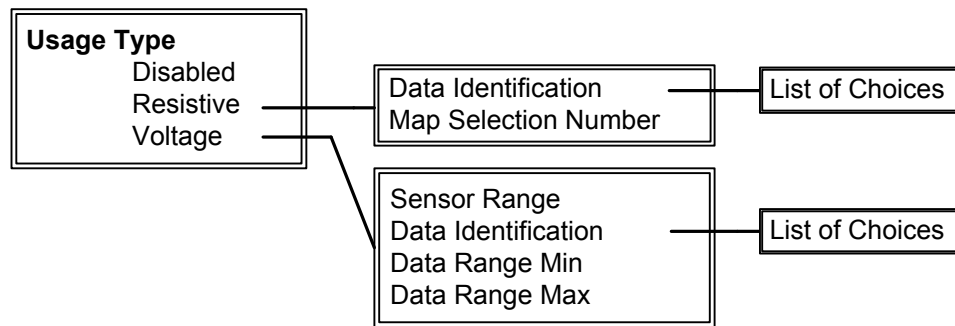 Usage Type
Disabled
Resistive
Voltage
Data Identification
Map Selection Number
List of Choices
Sensor Range
Data Identification
Data Range Min
Data Range Max
List of Choices